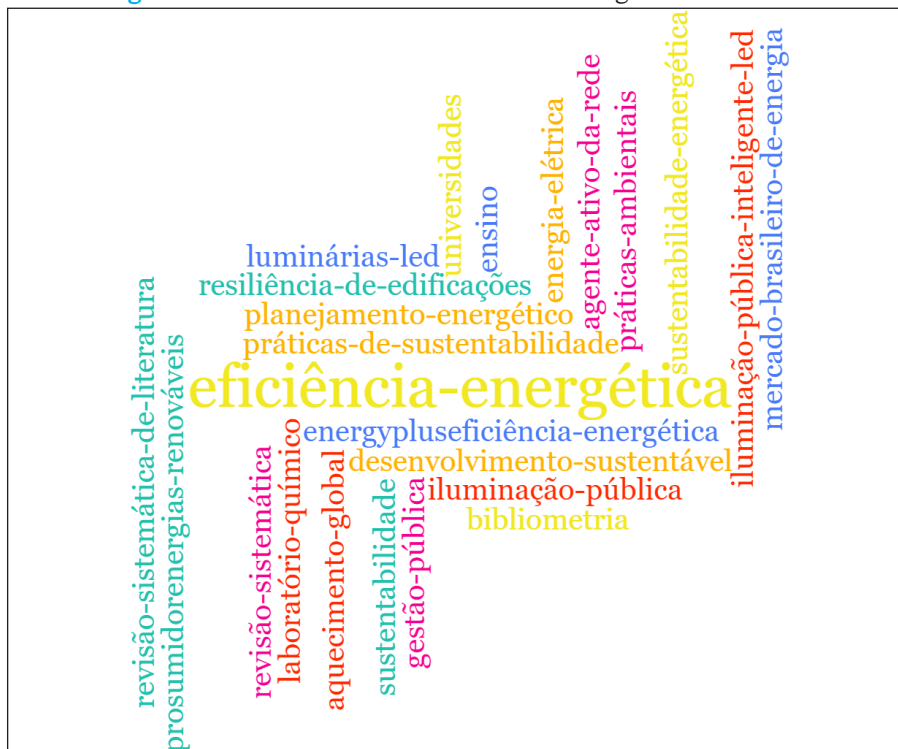 sustentabilidade-energética
mercado-brasileiro-de-energia
iluminação-pública-inteligente-led
agente-ativo-da-rede
práticas-ambientais
universidades
energia-elétrica
ensino
luminárias-led
resiliência-de-edificações
planejamento-energético
práticas-de-sustentabilidade
eficiência-energética
revisão-sistemática-de-literatura
prosumidorenergias-renováveis
energypluseficiência-energética
desenvolvimento-sustentável
iluminação-pública
bibliometria
revisão-sistemática
laboratório-químico
aquecimento-global
sustentabilidade
gestão-pública